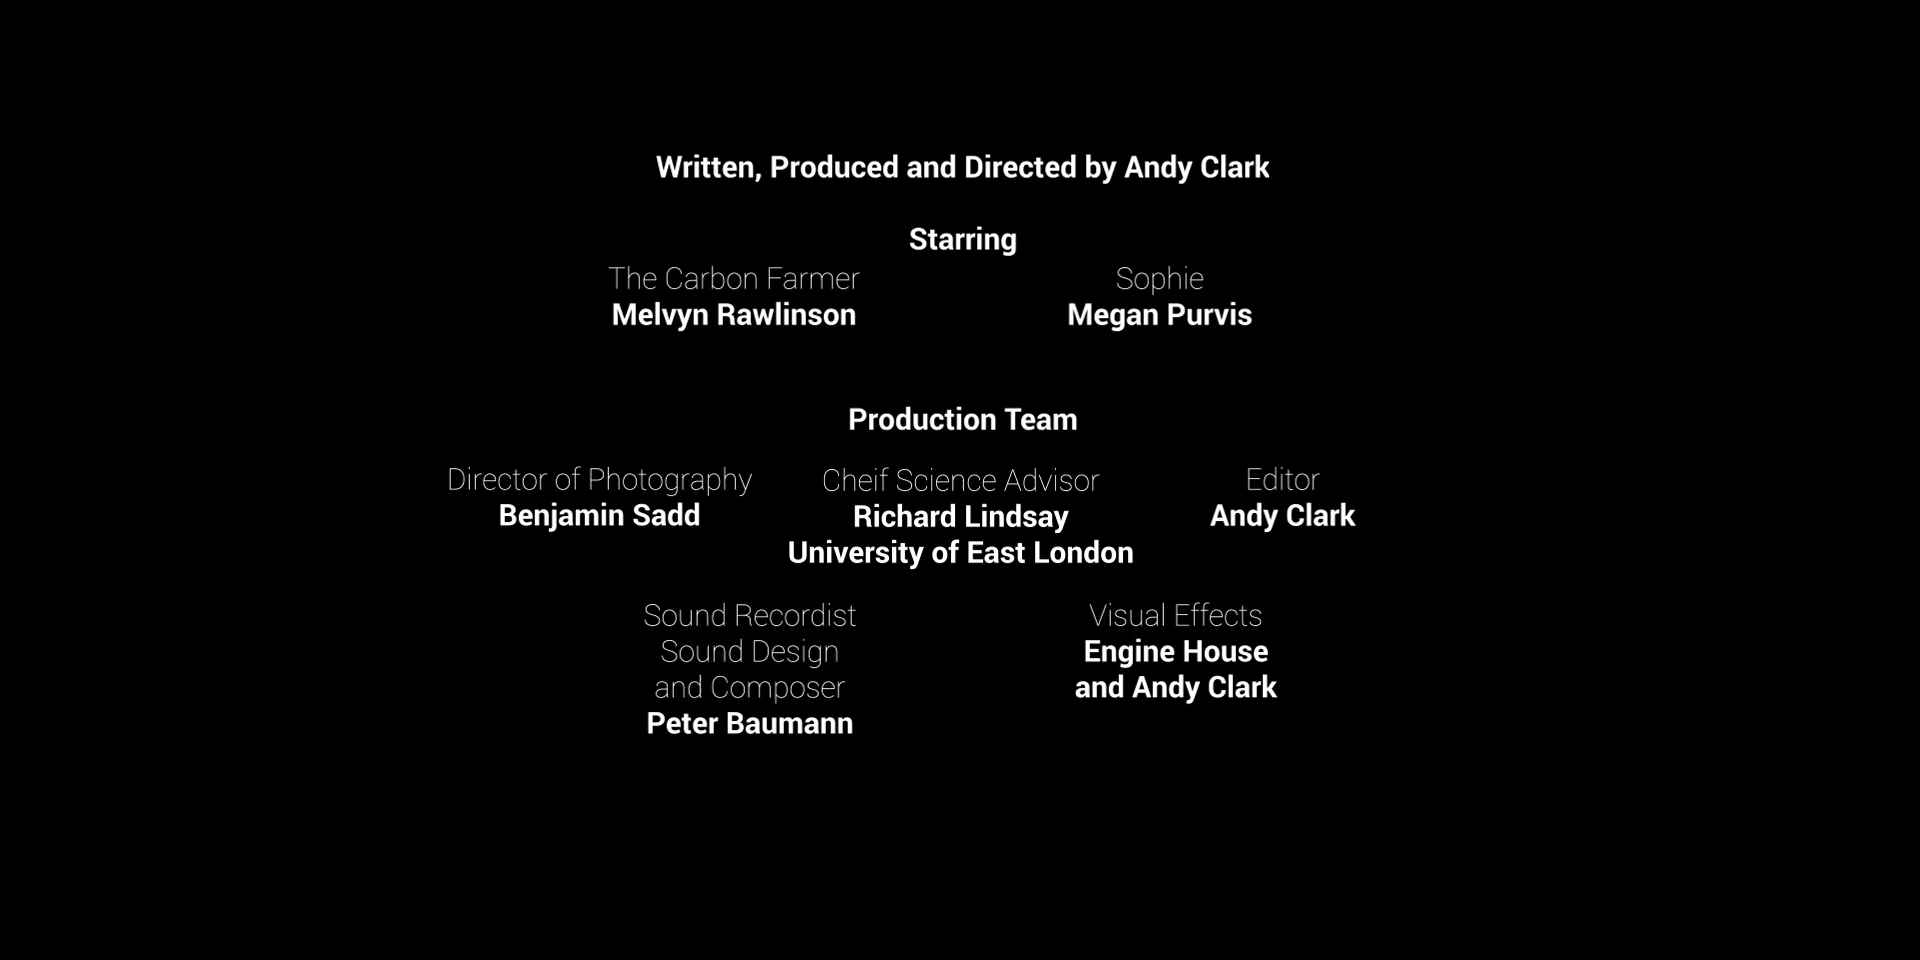 Written, Produced and Directed by Andy Clark
Starring
The Carbon Farmer
Melvyn Rawlinson
Sophie
Megan Purvis
Production Team
Director of Photography
Benjamin Sadd
Cheif Science Advisor
Richard Lindsay
University of East London
Editor
Andy Clark
Sound Recordist
Sound Design
and Composer
Peter Baumann
Visual Effects
Engine House
and Andy Clark